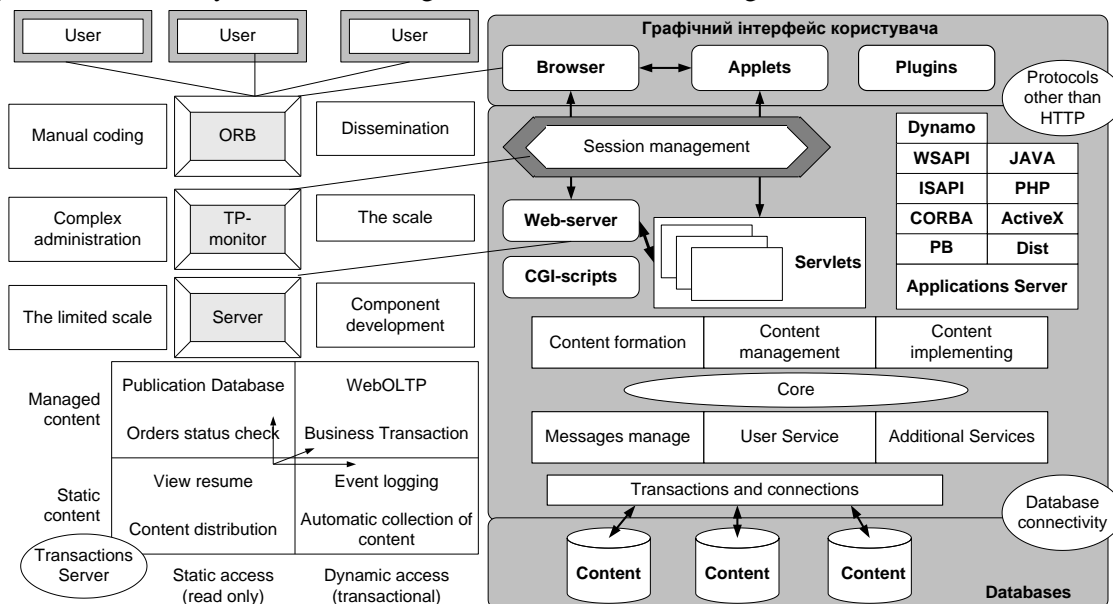 User
User
User
Manual coding
ORB
Dissemination
Complex
administration
TP-
monitor
The scale
The limited scale
Server
Component
development
Managed
content
Publication Database
WebOLTP
Orders status check
Business Transaction
Static
content
View resume
Event logging
Content distribution
Automatic collection of
content
Transactions
Server
Static access
(read only)
Dynamic access
(transactional)
Графічний інтерфейс користувача
Browser
Applets
Plugins
Protocols
other than
HTTP
Session management
Dynamo
WSAPI
JAVA
ISAPI
PHP
CORBA
ActiveX
PB
Dist
Applications Server
Web-server
CGI-scripts
Servlets
Content formation
Content
management
Content
implementing
Core
Messages manage
User Service
Additional Services
Transactions and connections
Database
connectivity
Content
Content
Content
Databases